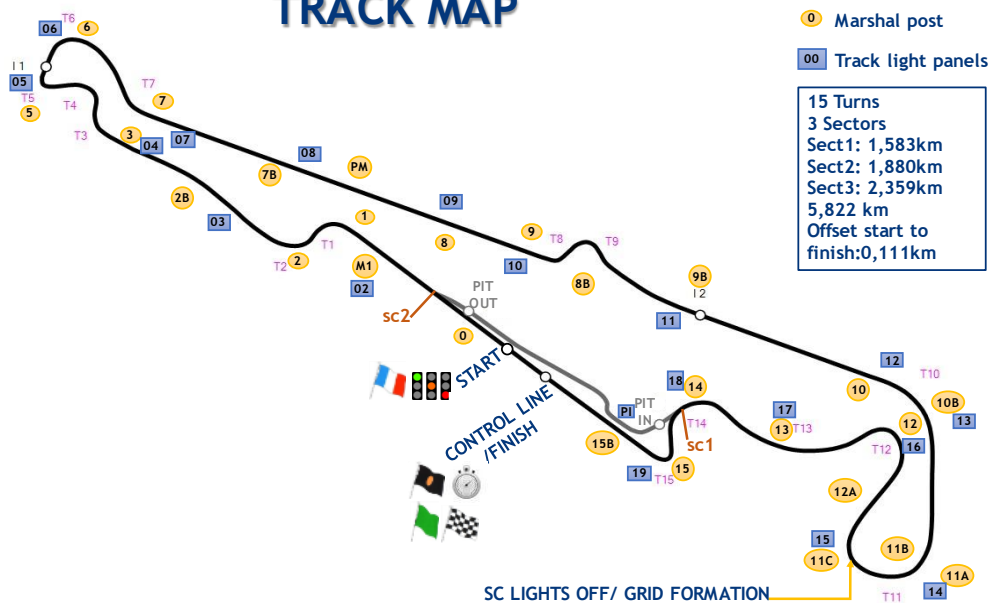 TRACK MAP
0 Marshal post
00 Track light panels
15 Turns
3 Sectors
Sect1: 1,583km
Sect2: 1,880km
Sect3: 2,359km
5,822 km
Offset start to
finish:0,111km
T6
06
6
I 1
05
T5
5
T4
T7
7
T3
3
04
07
08
7B
PM
2B
03
09
1
8
9
T8
T9
T1
T2
2
M1
02
10
8B
9B
I 2
11
PIT
OUT
sc2
0
START
CONTROL LINE
/FINISH
12
T10
10
10B
13
18
14
PI
PIT
IN
T14
sc1
17
13
T13
12
T12
16
15B
19
T15
15
12A
15
11C
11B
11A
14
T11
SC LIGHTS OFF/ GRID FORMATION